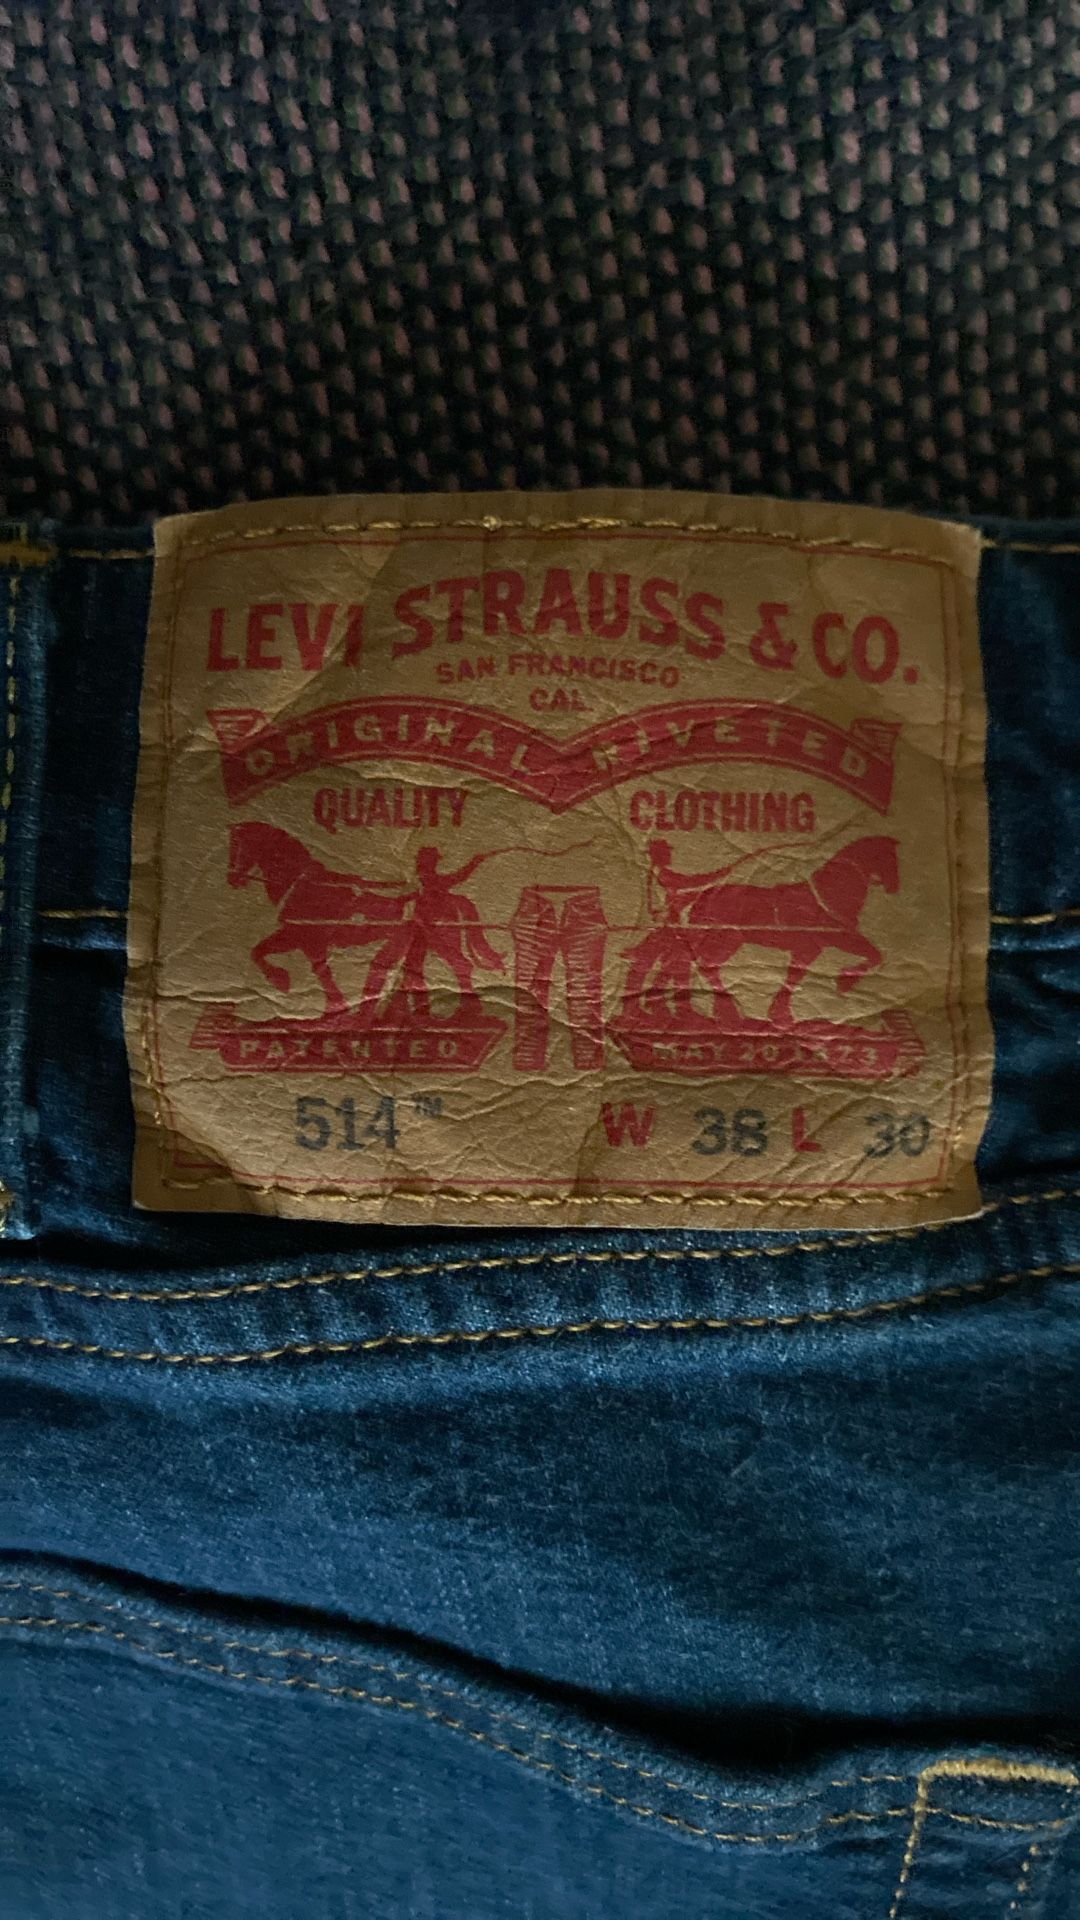 LEVI STRAUSS & CO.
SAN FRANCISCO
CAL
ORIGINAL RIVETED
QUALITY CLOTHING
PATENTED MAY 20 1873
514™ W 38 L 30